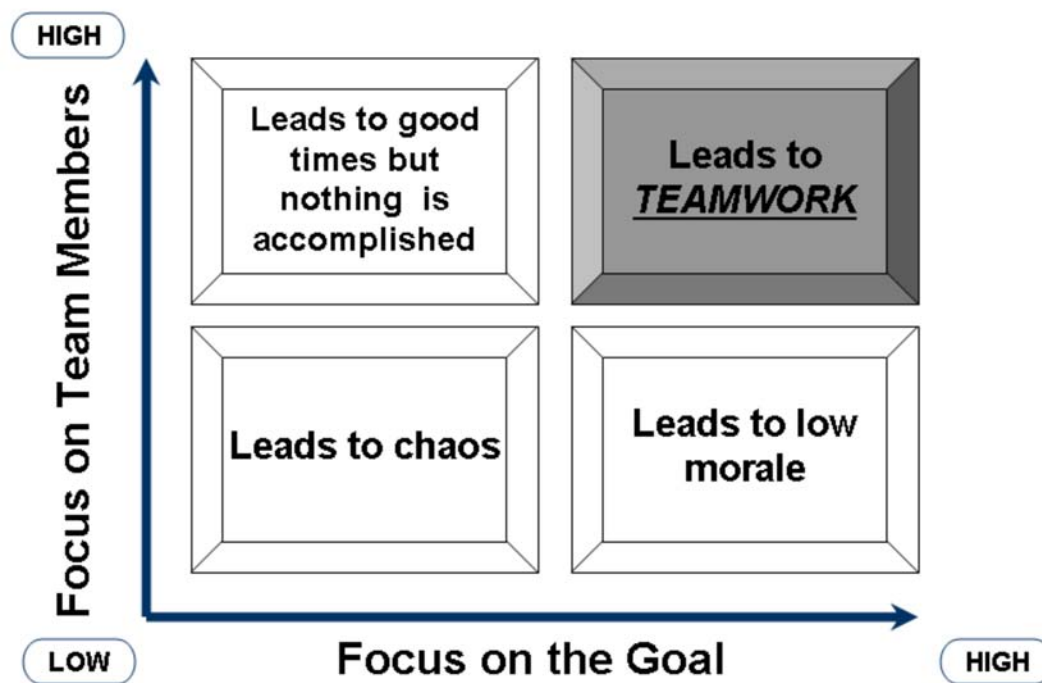 HIGH
Focus on Team Members
Leads to good
times but
nothing is
accomplished
Leads to
TEAMWORK
Leads to chaos
Leads to low
morale
LOW
Focus on the Goal
HIGH